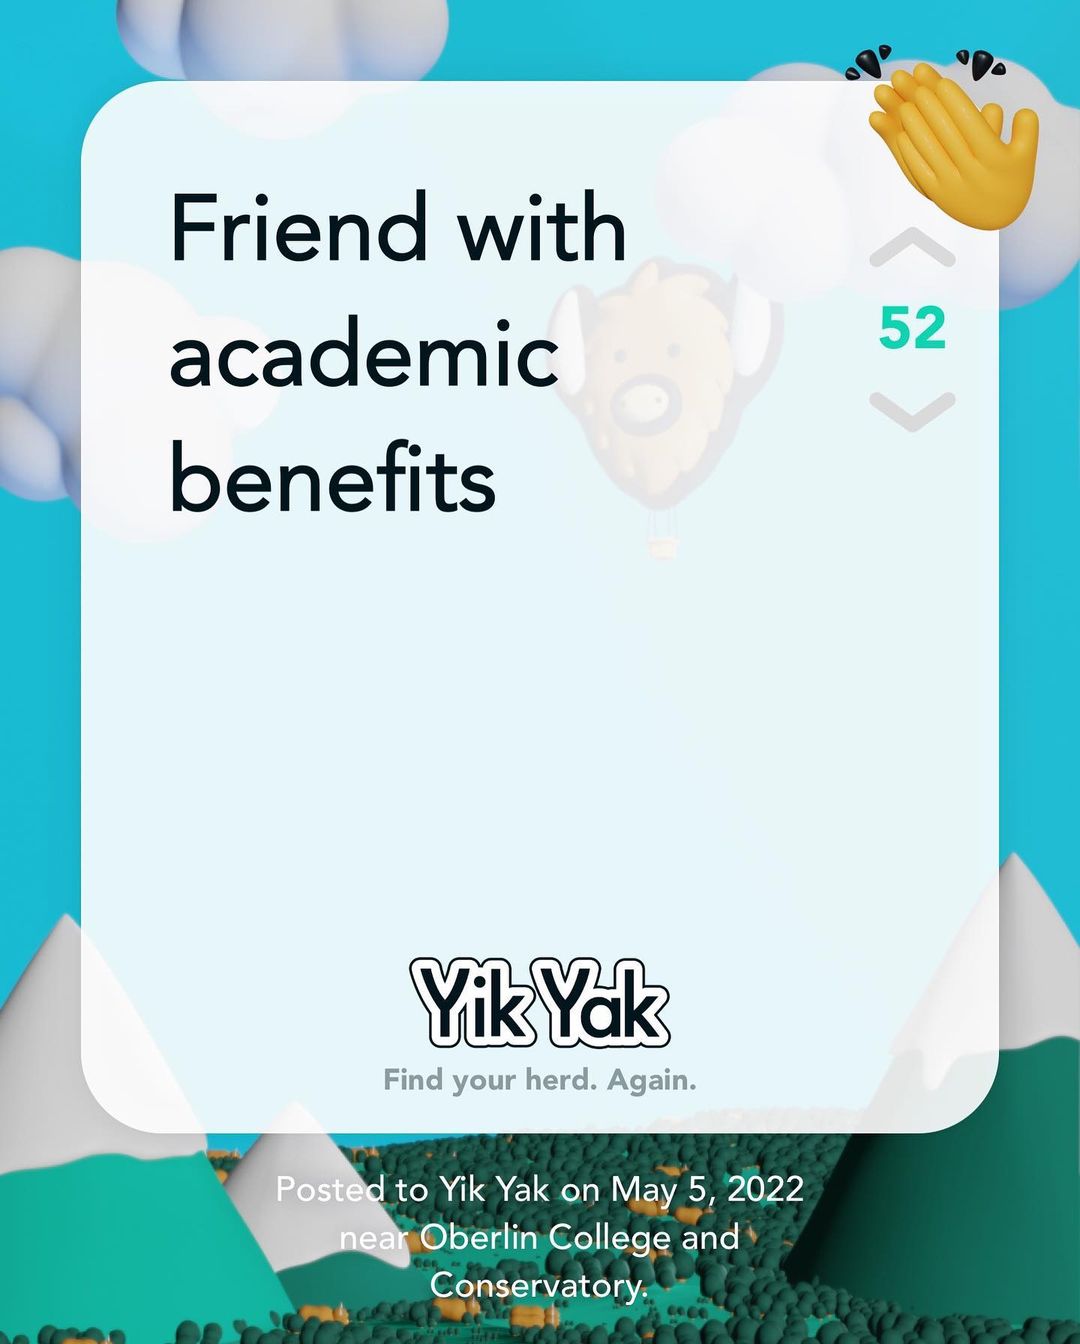 Friend with
academic
benefits
52
Yik Yak
Find your herd. Again.
Posted to Yik Yak on May 5, 2022
near Oberlin College and
Conservatory.